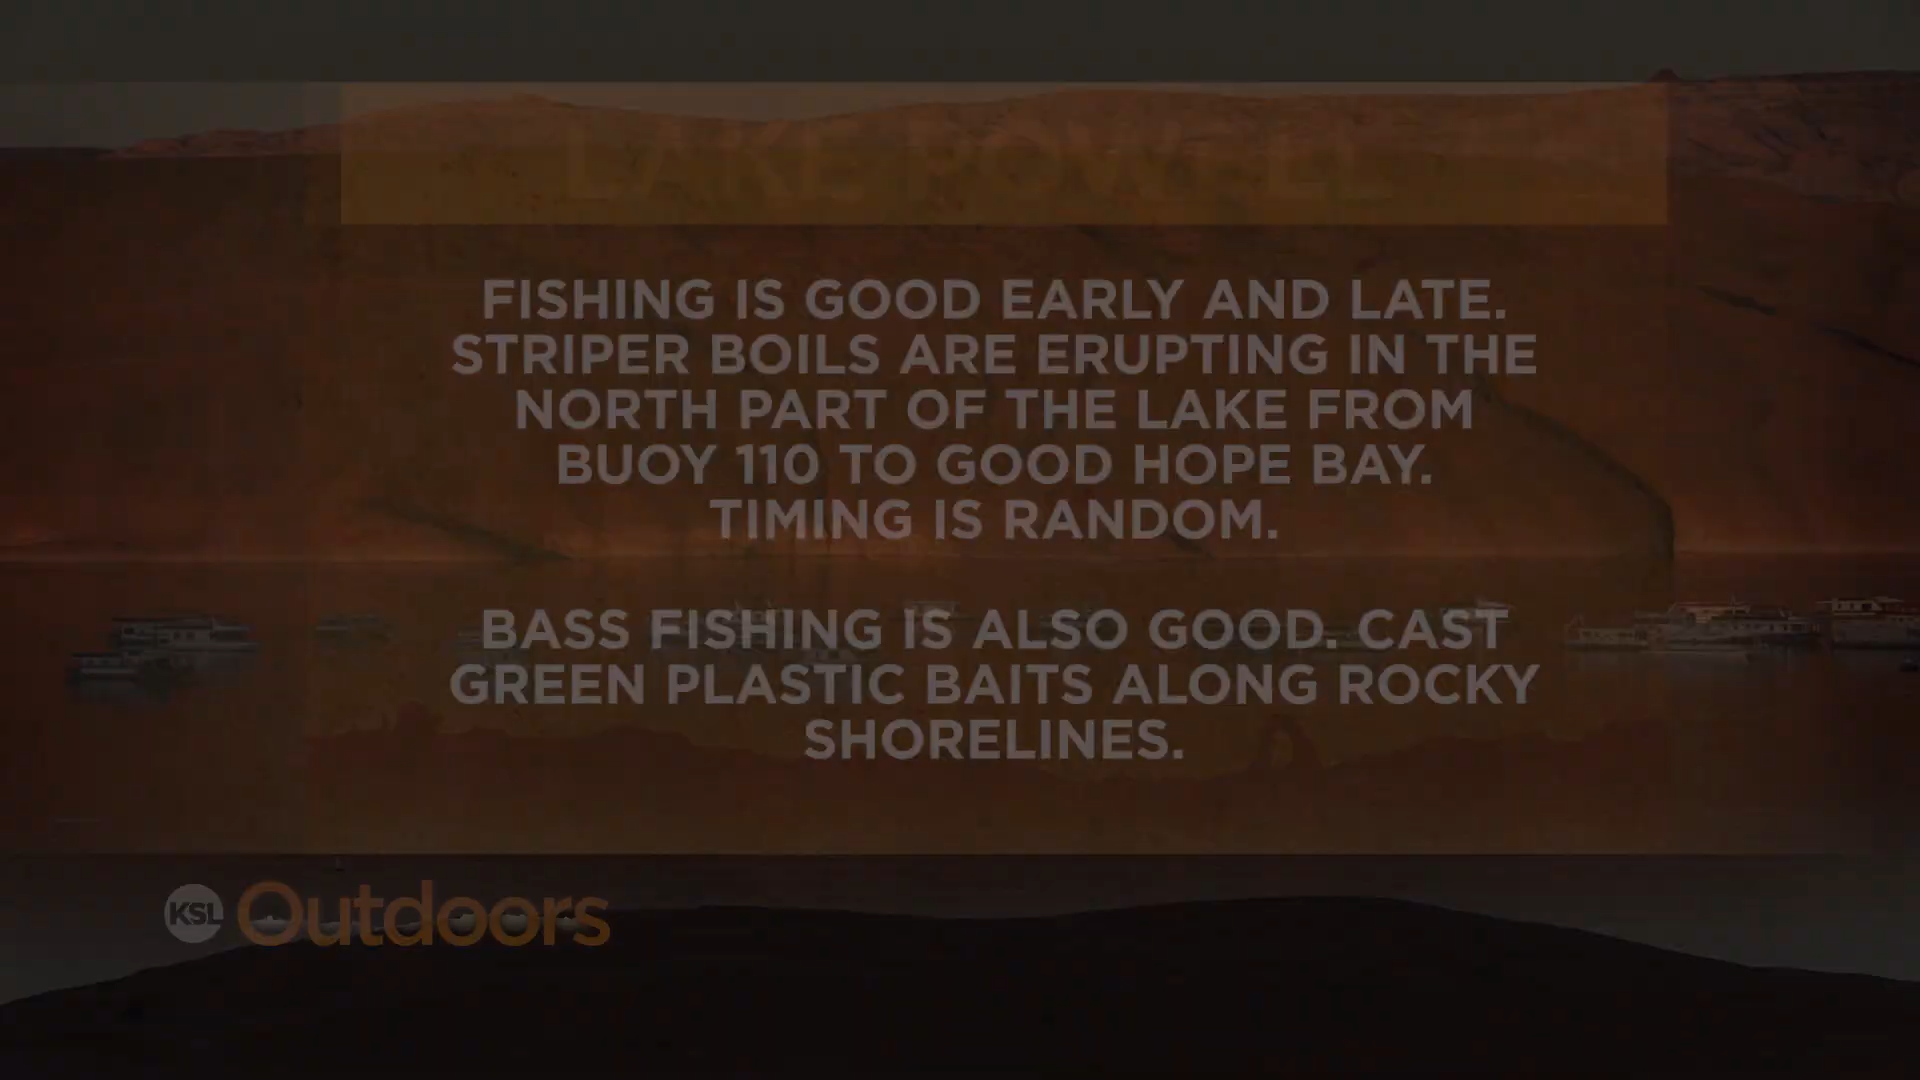 LAKE POWELL
FISHING IS GOOD EARLY AND LATE.
STRIPER BOILS ARE ERUPTING IN THE
NORTH PART OF THE LAKE FROM
BUOY 110 TO GOOD HOPE BAY.
TIMING IS RANDOM.
BASS FISHING IS ALSO GOOD. CAST
GREEN PLASTIC BAITS ALONG ROCKY
SHORELINES.
KSL Outdoors